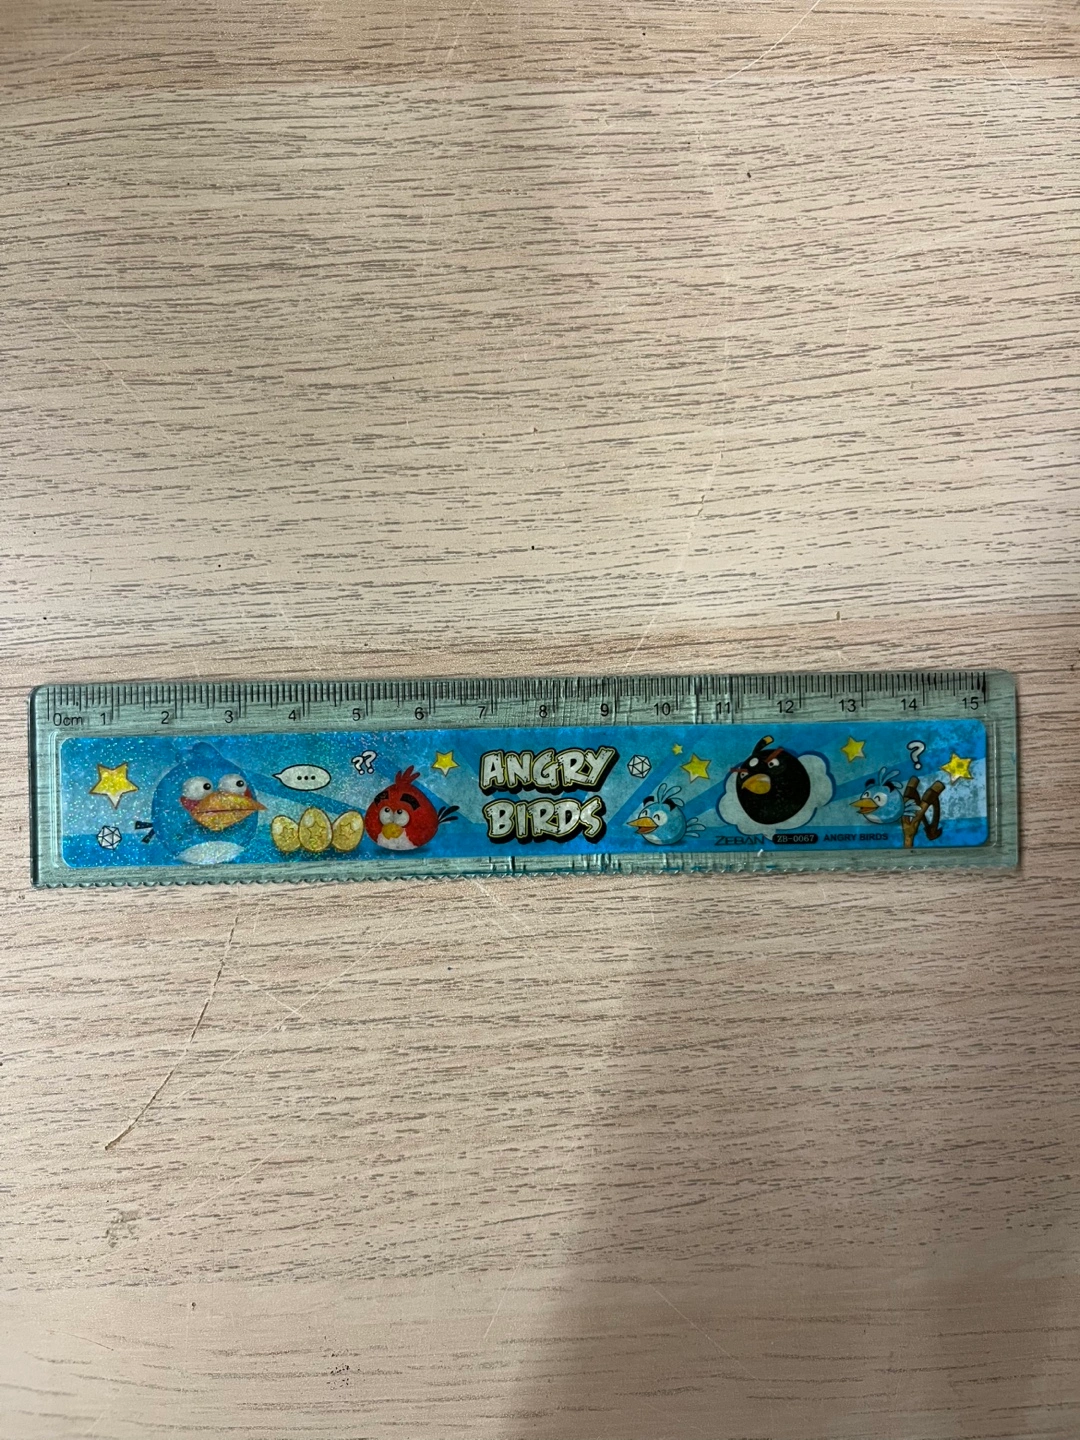 0cm 1 2 3 4 5 6 7 8 9 10 11 12 13 14 15
??
?
ANGRY
BIRDS
ZEBAN ZB-0067 ANGRY BIRDS